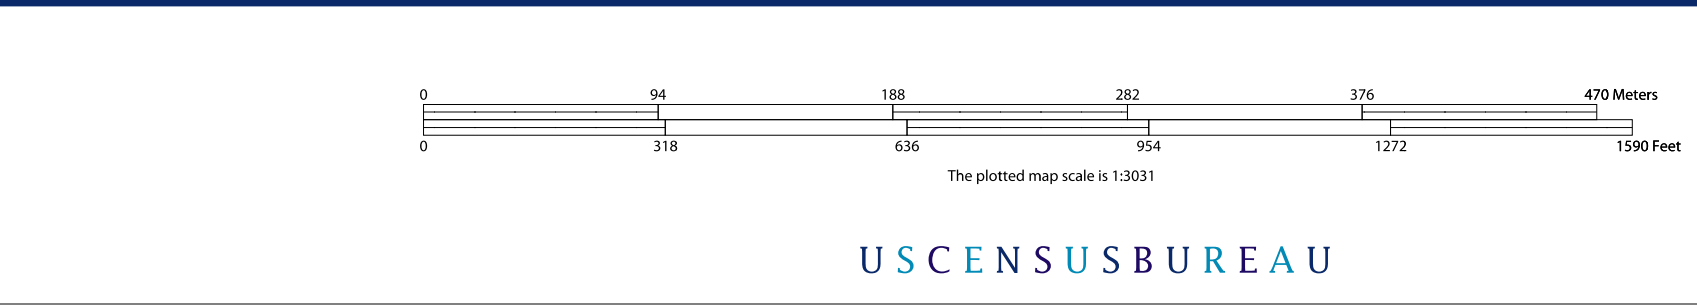 0 94 188 282 376 470 Meters
0 318 636 954 1272 1590 Feet
The plotted map scale is 1:3031
USCENSUSBUREAU